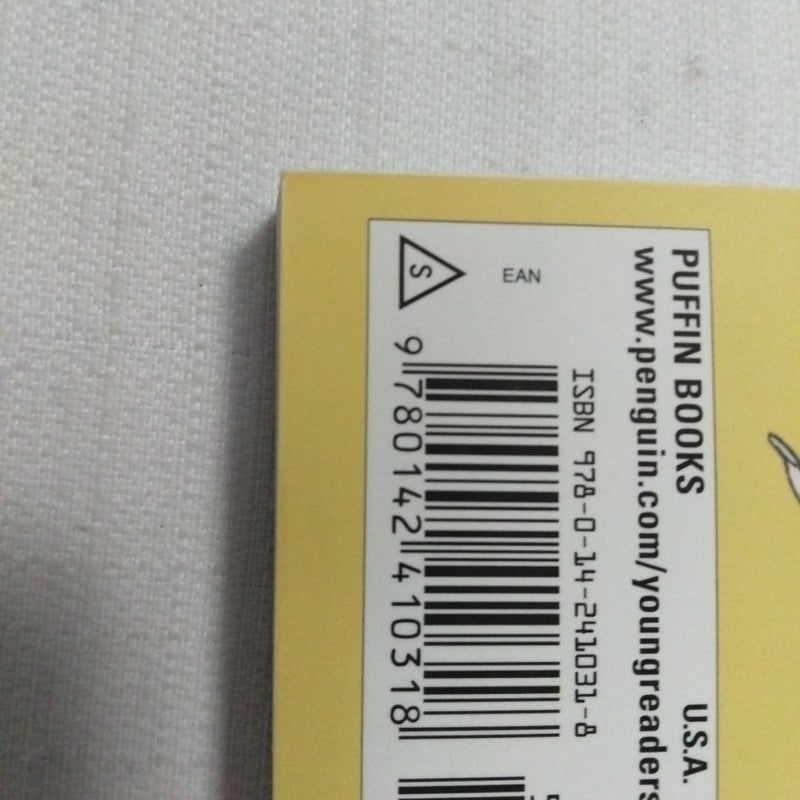 PUFFIN BOOKS
U.S.A.
www.penguin.com/youngreaders
ISBN 978-0-14-241031-8
EAN
S
9 780142 410318